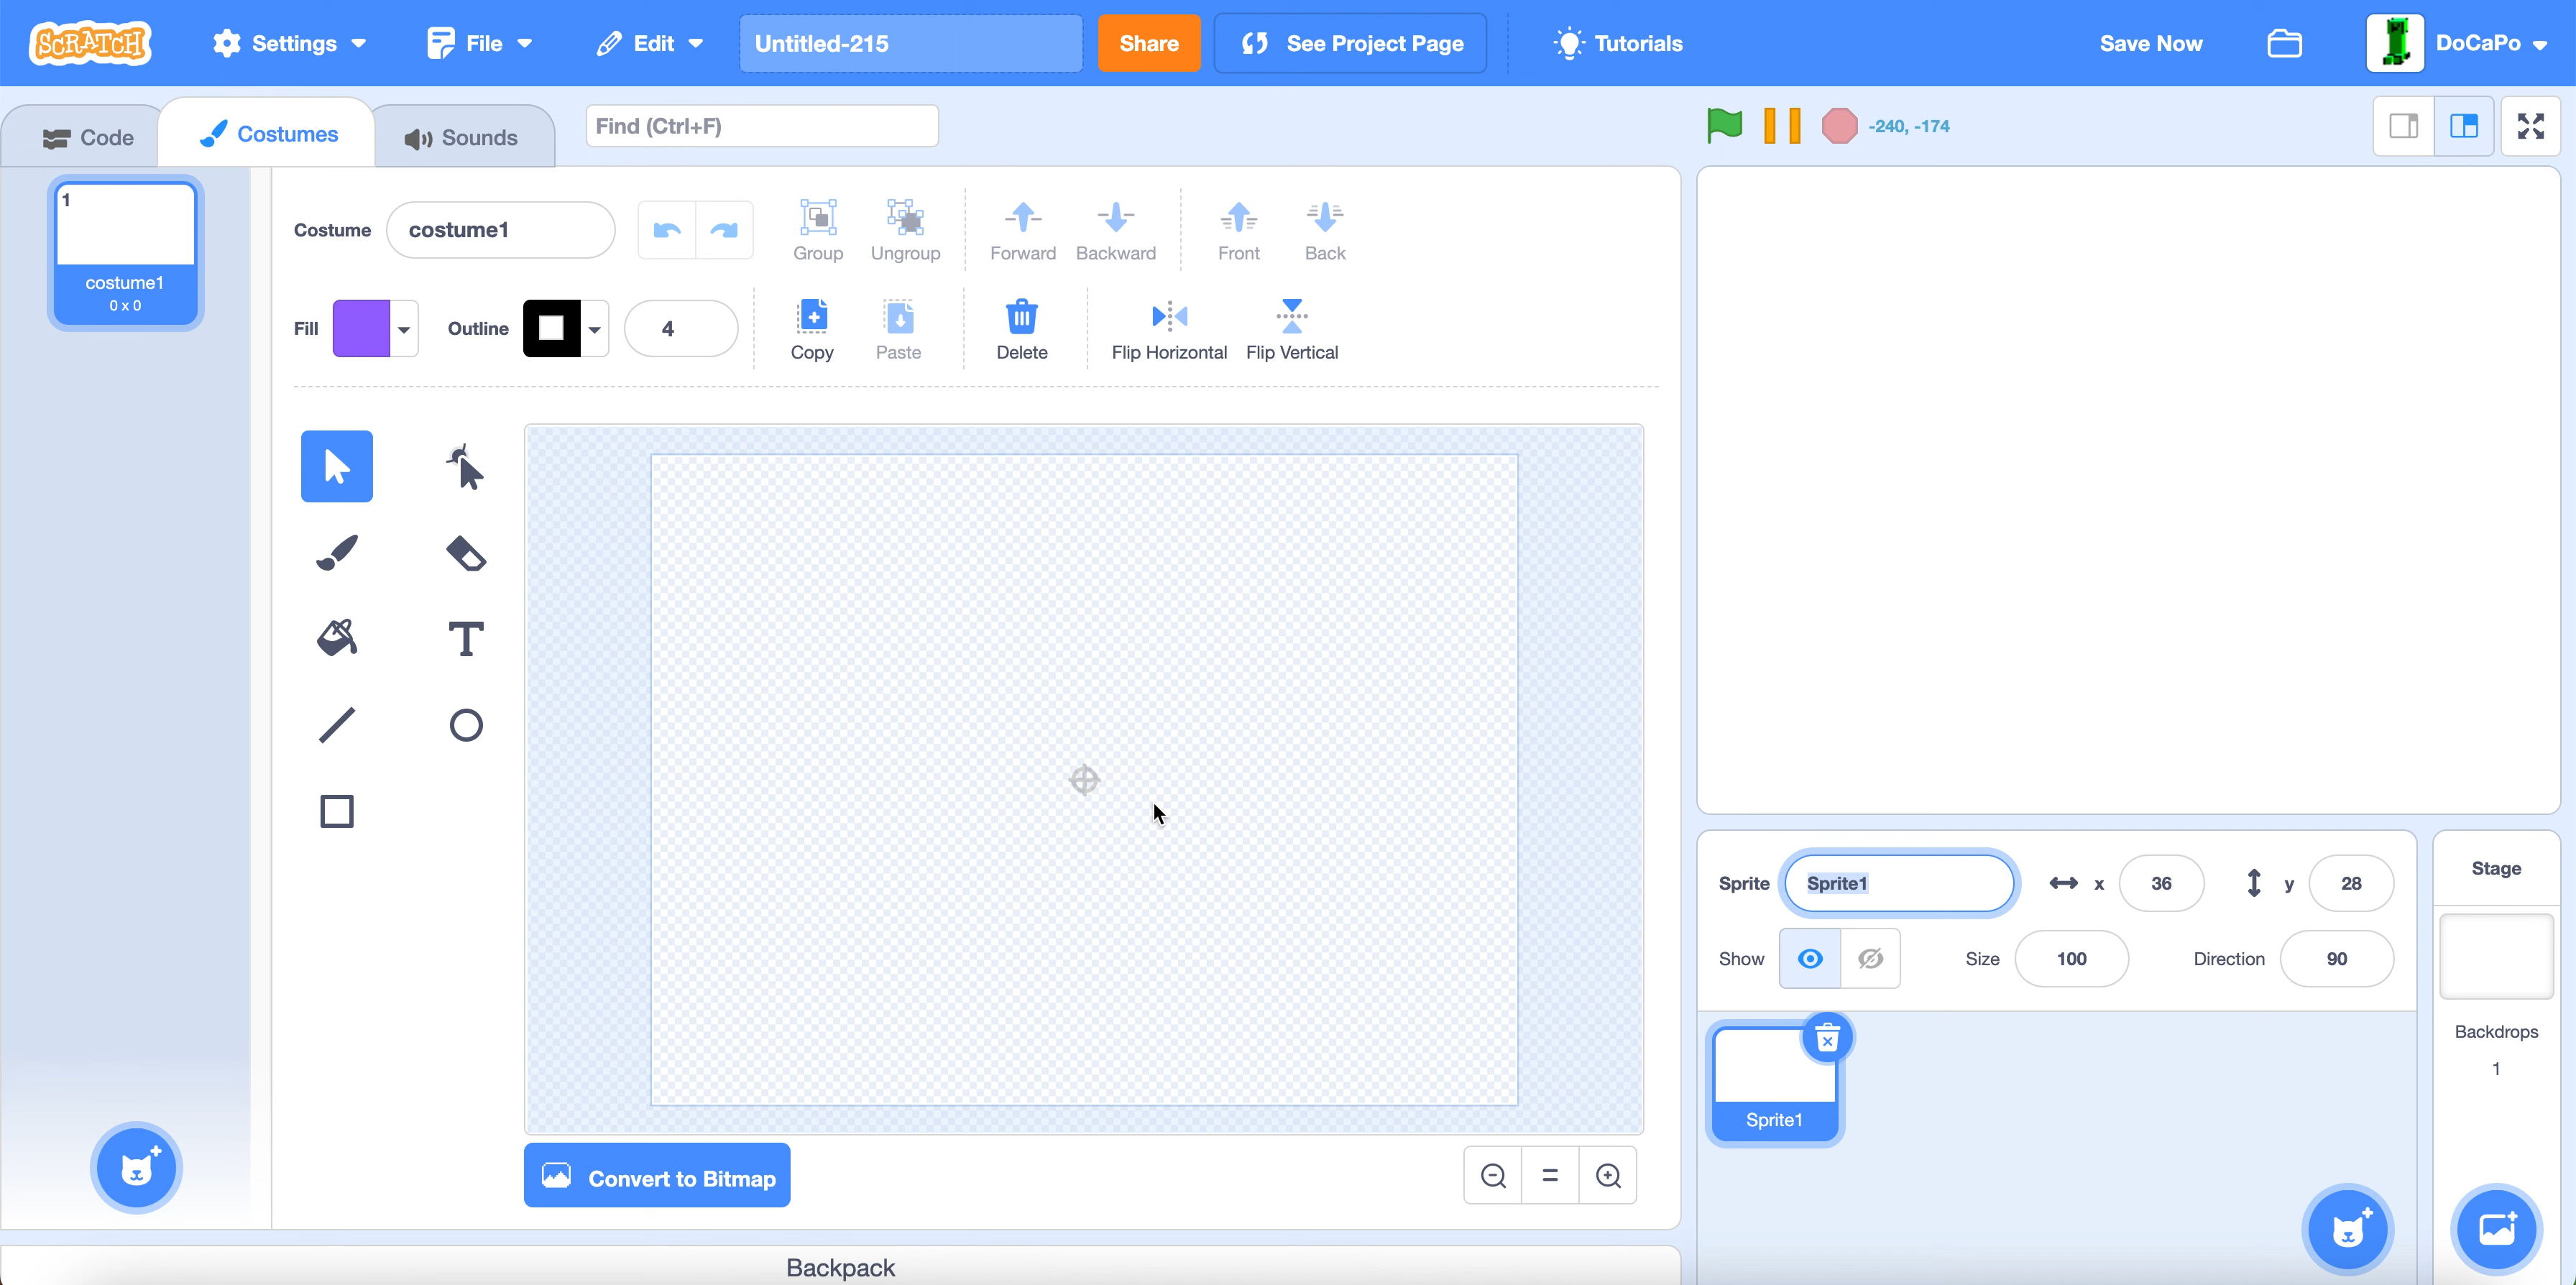 SCRATCH Settings File Edit Untitled-215 Share See Project Page Tutorials Save Now DoCaPo
Code Costumes Sounds Find (Ctrl+F) -240, -174
1
costume1
0 x 0
Costume costume1 Group Ungroup Forward Backward Front Back
Fill Outline 4 Copy Paste Delete Flip Horizontal Flip Vertical
T
Convert to Bitmap
Backpack
Sprite Sprite1 x 36 y 28
Show Size 100 Direction 90
Sprite1
Stage
Backdrops
1